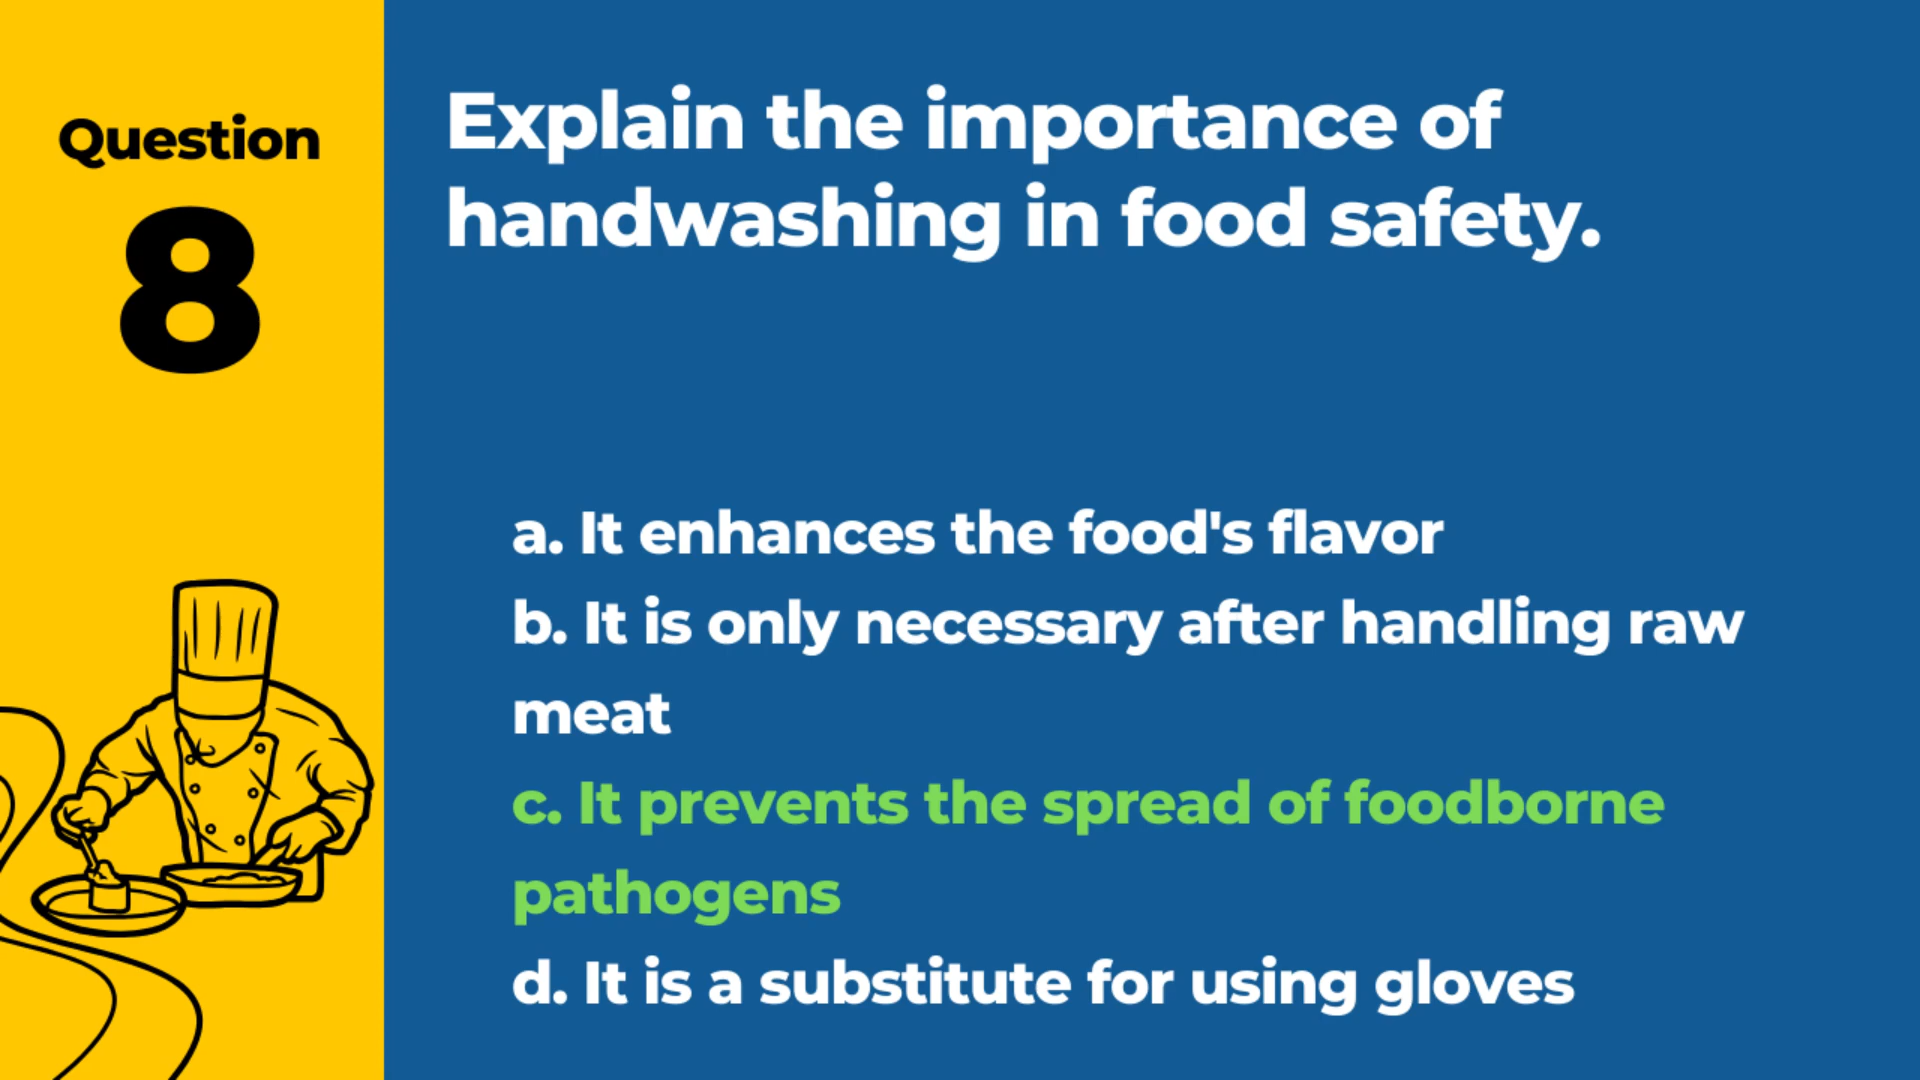 Question
8
Explain the importance of
handwashing in food safety.
a. It enhances the food's flavor
b. It is only necessary after handling raw
meat
c. It prevents the spread of foodborne
pathogens
d. It is a substitute for using gloves